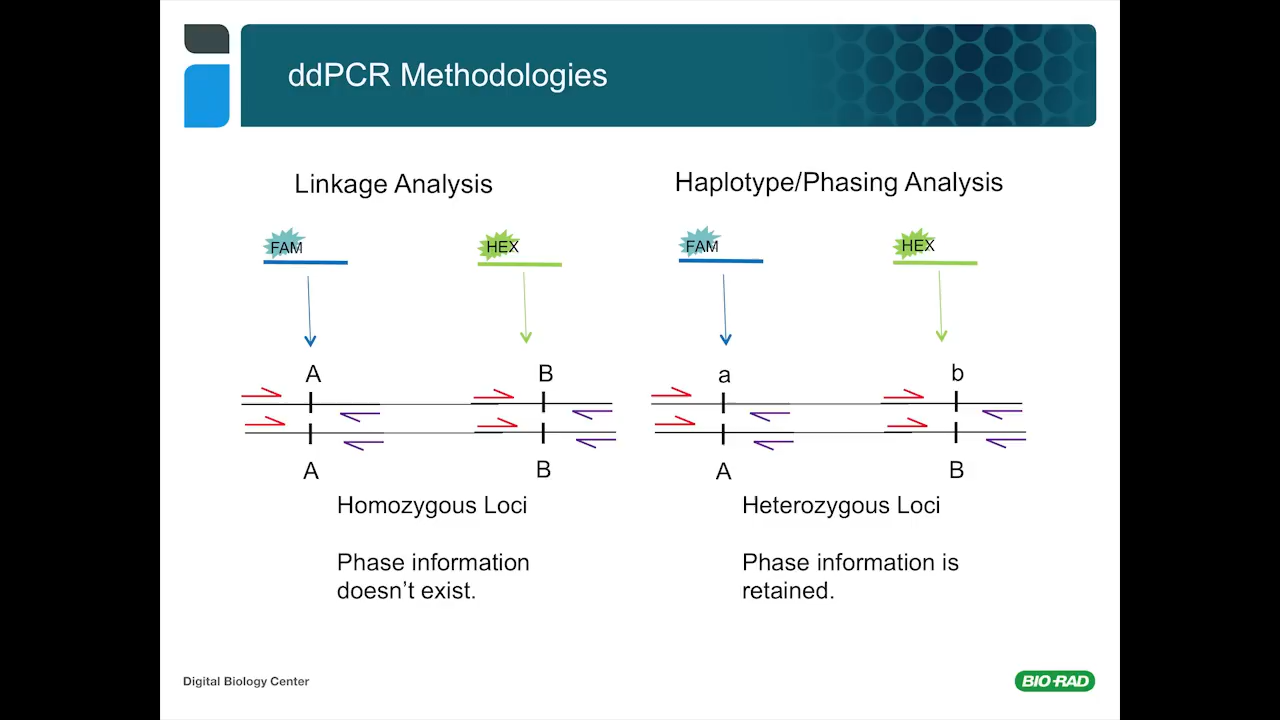 ddPCR Methodologies
Linkage Analysis
FAM
HEX
A
B
A
B
Homozygous Loci
Phase information
doesn't exist.
Haplotype/Phasing Analysis
FAM
HEX
a
b
A
B
Heterozygous Loci
Phase information is
retained.
Digital Biology Center
BIO-RAD